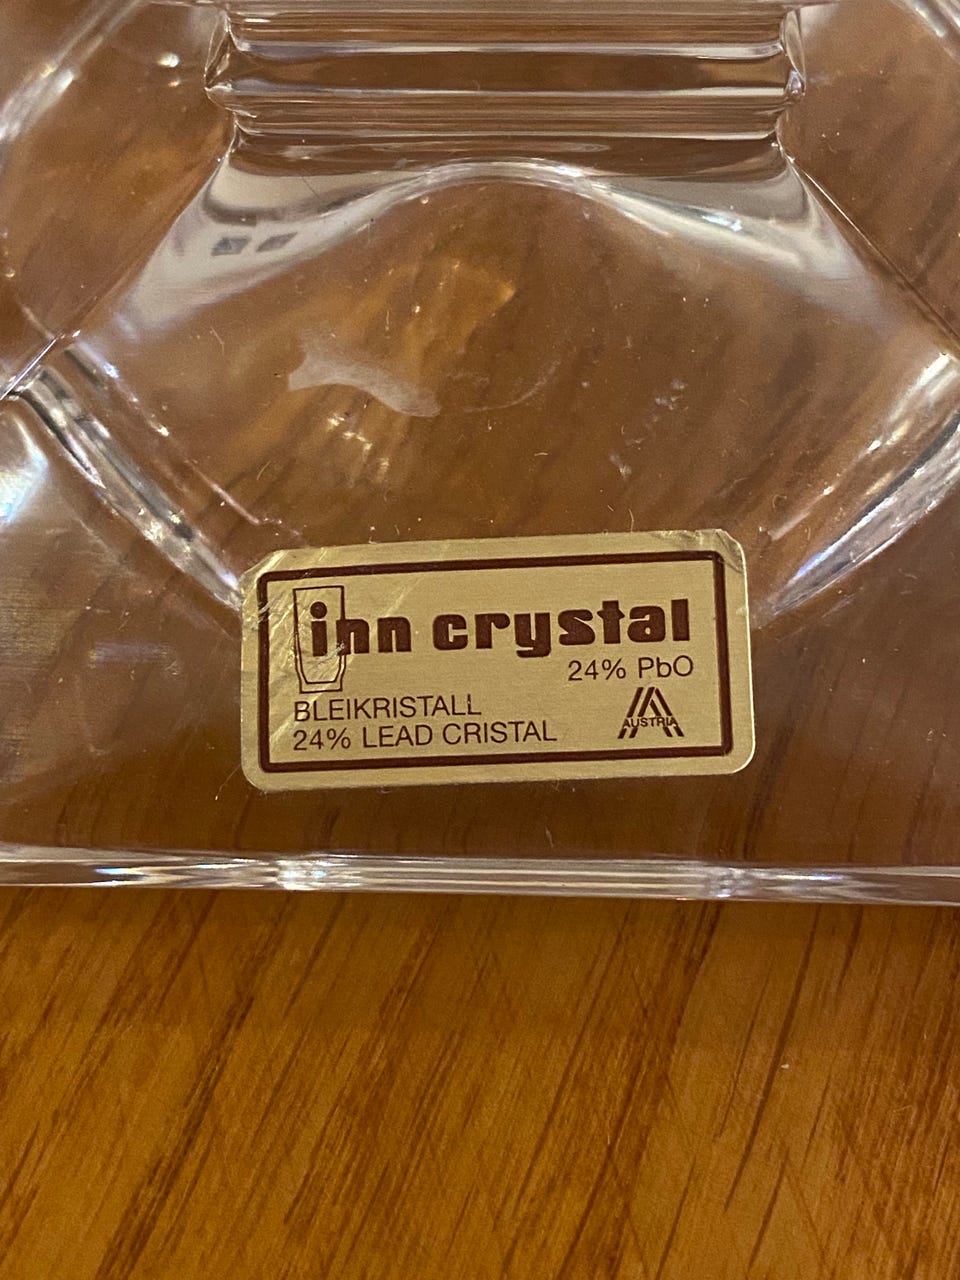 inn crystal
24% PbO
BLEIKRISTALL
24% LEAD CRISTAL
AUSTRIA